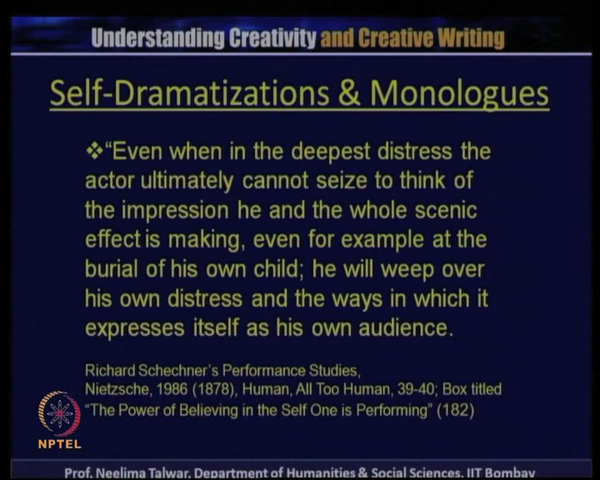 Understanding Creativity and Creative Writing
Self-Dramatizations & Monologues
❖“Even when in the deepest distress the
actor ultimately cannot seize to think of
the impression he and the whole scenic
effect is making, even for example at the
burial of his own child; he will weep over
his own distress and the ways in which it
expresses itself as his own audience.
Richard Schechner’s Performance Studies,
Nietzsche, 1986 (1878), Human, All Too Human, 39-40; Box titled
“The Power of Believing in the Self One is Performing” (182)
NPTEL
Prof. Neelima Talwar, Department of Humanities & Social Sciences, IIT Bombay